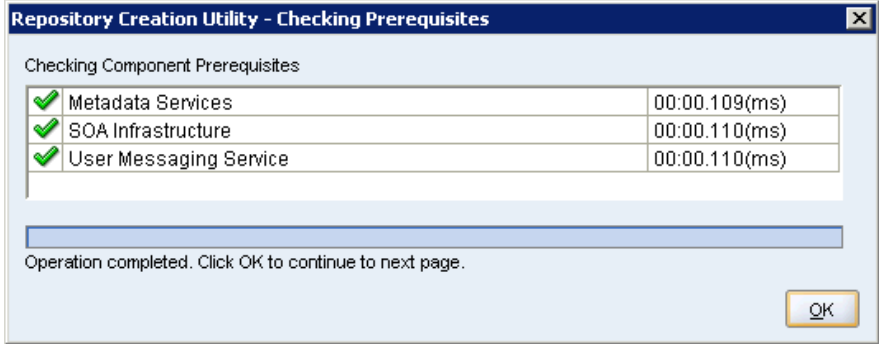 Repository Creation Utility - Checking Prerequisites
Checking Component Prerequisites
Metadata Services 00:00.109(ms)
SOA Infrastructure 00:00.110(ms)
User Messaging Service 00:00.110(ms)
Operation completed. Click OK to continue to next page.
OK